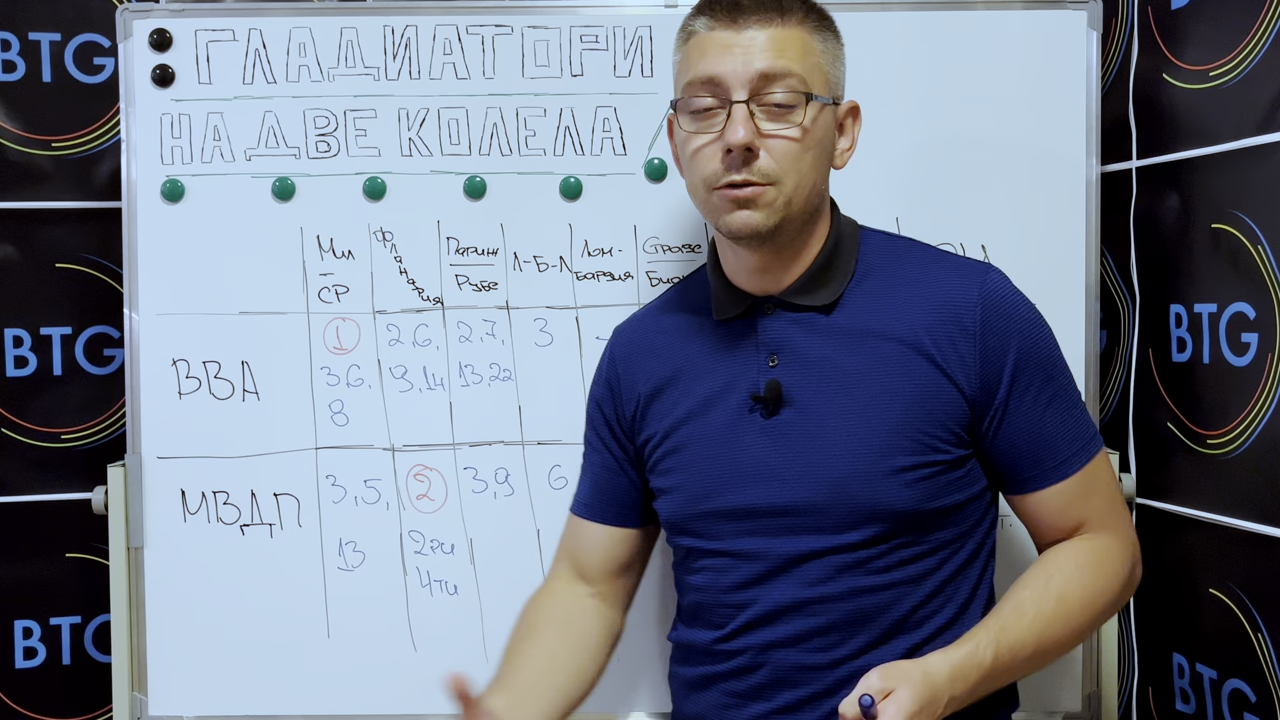 ГЛАДИАТОРИ
НА ДВЕ КОЛЕЛА
Мил - СР
Фландрия
Париж Рубе
Л-Б-Л
Лом-бардия
ВВА
1 3,6, 8
2,6, 9,14
2,7, 13,22
3
МВДП
3,5, 13
2 2ри 4ти
3,9
6
BTG
BTG
BTG
BTG
BTG
BTG